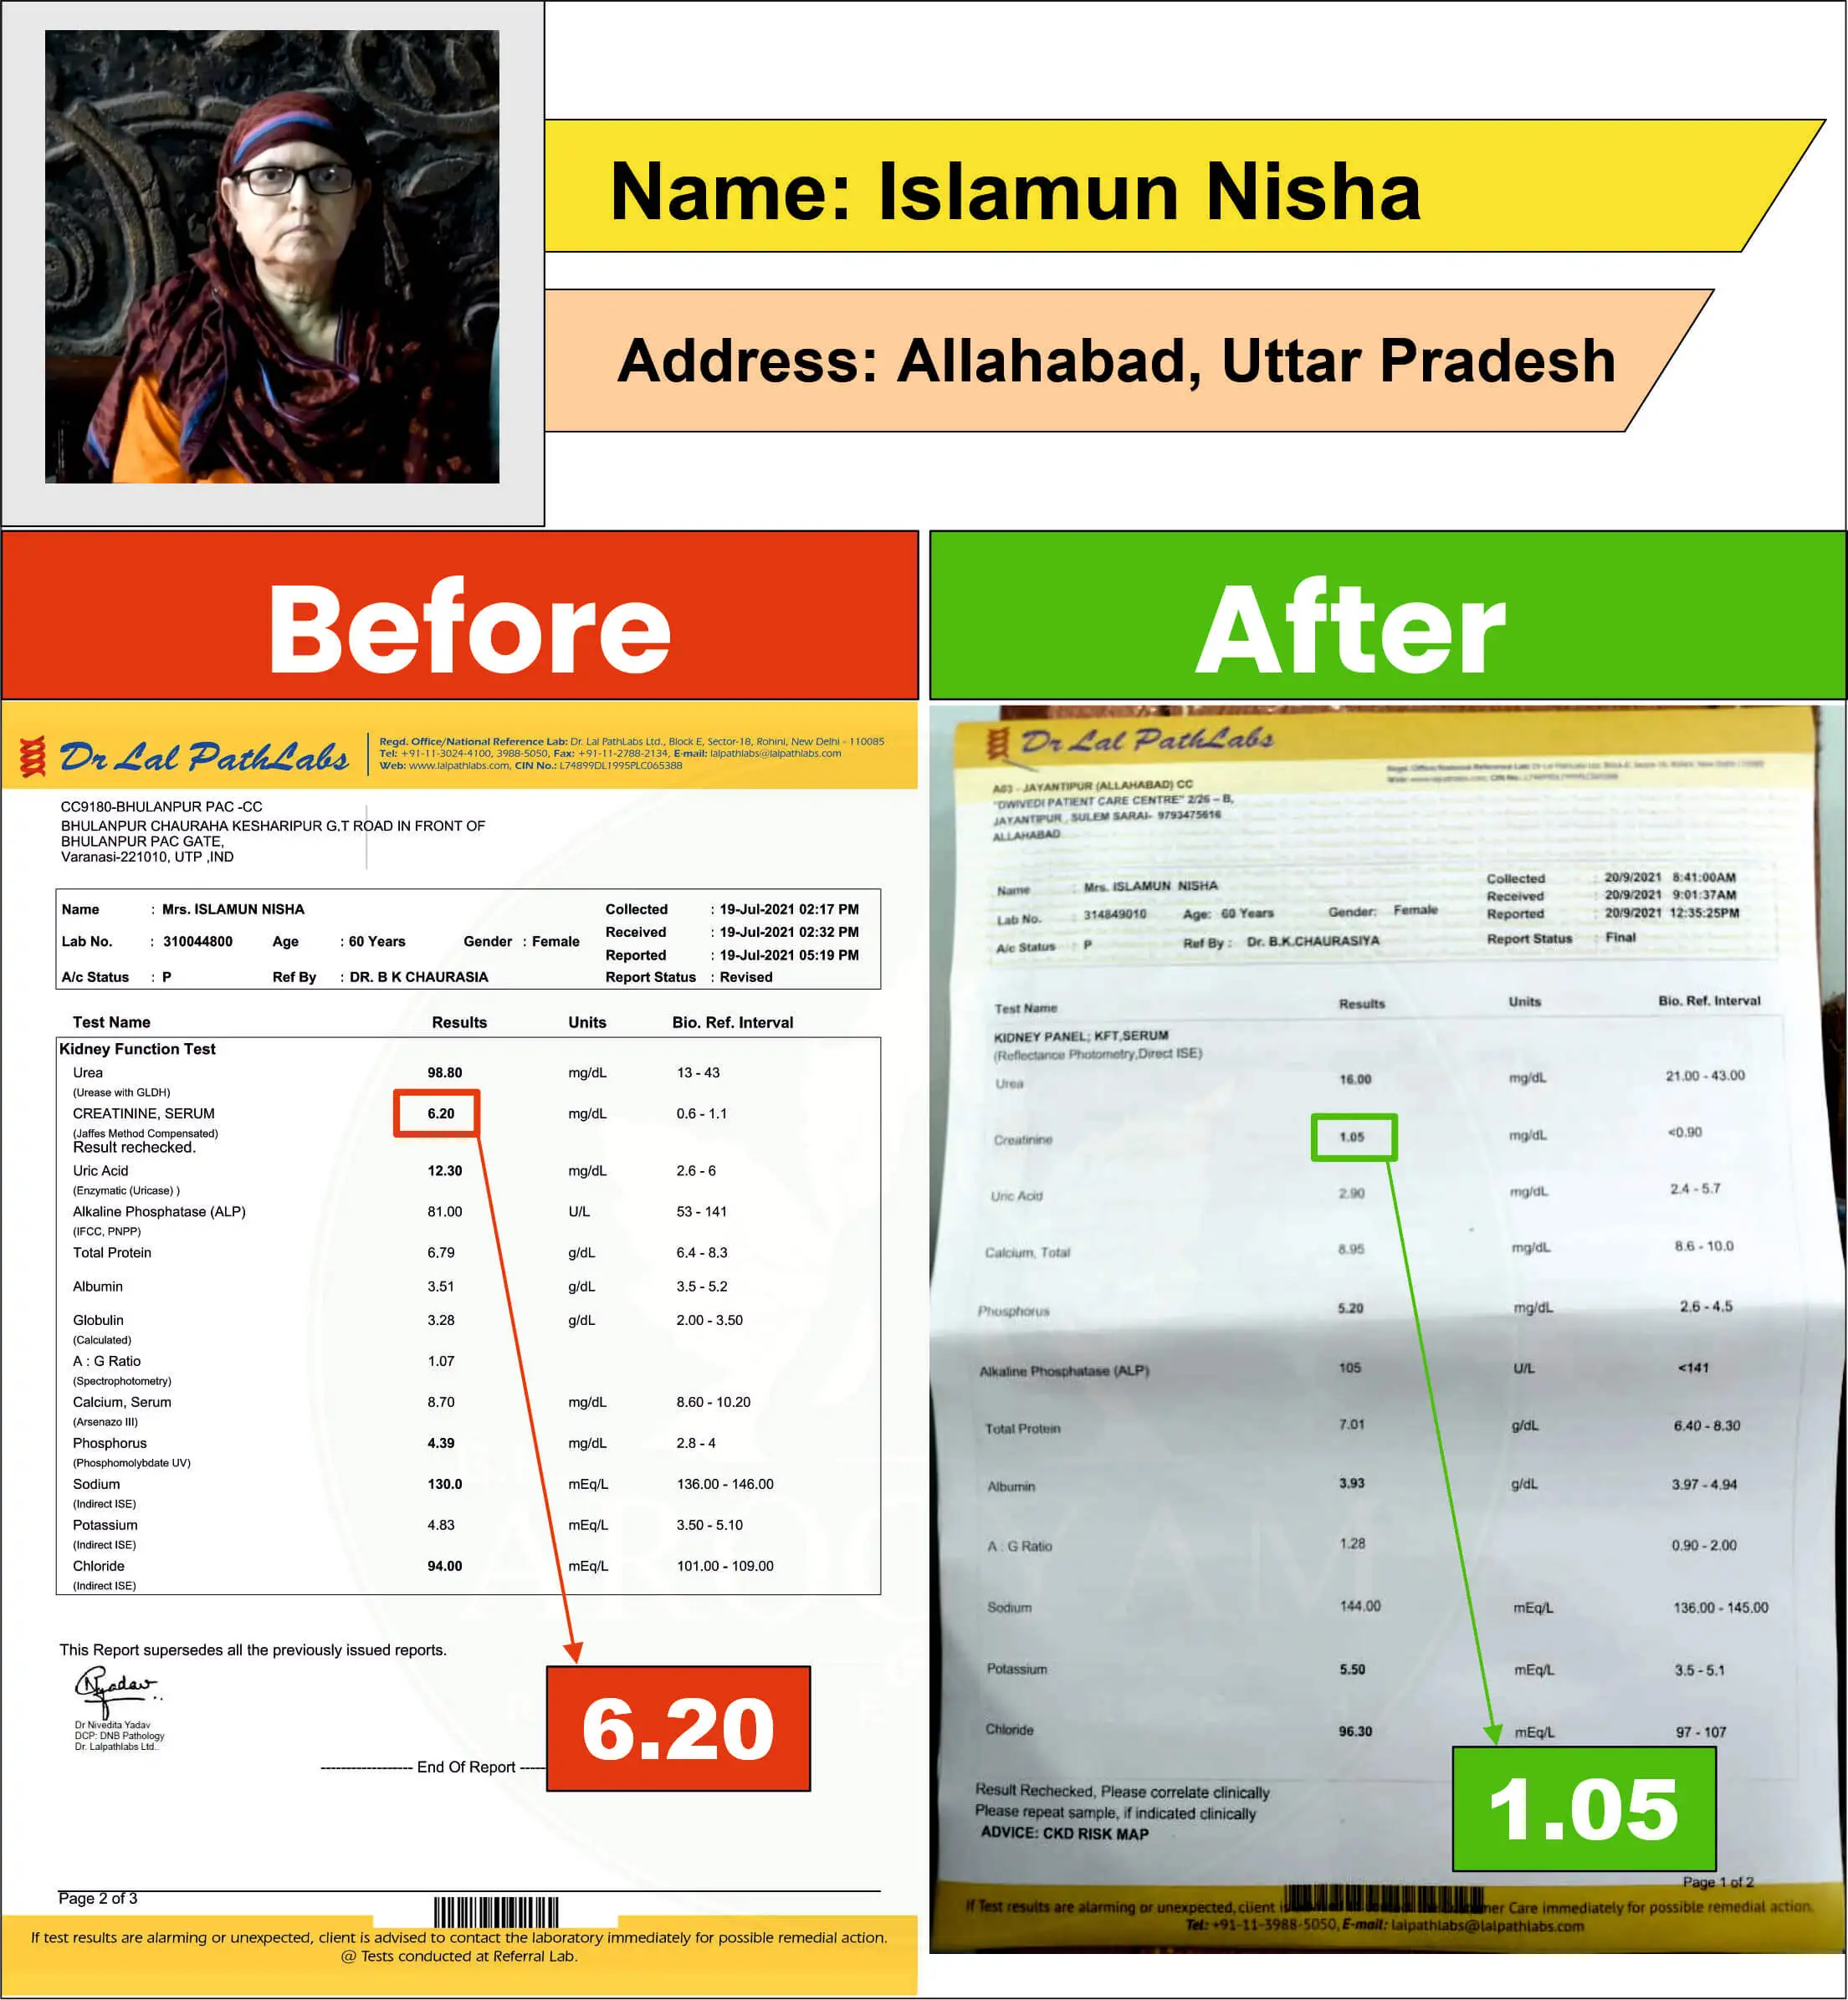 Name: Islamun Nisha
Address: Allahabad, Uttar Pradesh
Before
Dr Lal PathLabs
Regd. Office/National Reference Lab: Dr. Lal PathLabs Ltd., Block E, Sector-18, Rohini, New Delhi - 110085
Tel: +91-11-3024-4100, 3988-5050, Fax: +91-11-2788-2134, E-mail: lalpathlabs@lalpathlabs.com
Web: www.lalpathlabs.com, CIN No.: L74899DL1995PLC065388
CC9180-BHULANPUR PAC -CC
BHULANPUR CHAURAHA KESHARIPUR G.T ROAD IN FRONT OF
BHULANPUR PAC GATE,
Varanasi-221010, UTP ,IND
Name : Mrs. ISLAMUN NISHA Collected : 19-Jul-2021 02:17 PM
Received : 19-Jul-2021 02:32 PM
Lab No. : 310044800 Age : 60 Years Gender : Female
Reported : 19-Jul-2021 05:19 PM
A/c Status : P Ref By : DR. B K CHAURASIA Report Status : Revised
Test Name Results Units Bio. Ref. Interval
Kidney Function Test
Urea 98.80 mg/dL 13 - 43
(Urease with GLDH)
CREATININE, SERUM 6.20 mg/dL 0.6 - 1.1
(Jaffes Method Compensated)
Result rechecked.
Uric Acid 12.30 mg/dL 2.6 - 6
(Enzymatic (Uricase) )
Alkaline Phosphatase (ALP) 81.00 U/L 53 - 141
(IFCC, PNPP)
Total Protein 6.79 g/dL 6.4 - 8.3
Albumin 3.51 g/dL 3.5 - 5.2
Globulin 3.28 g/dL 2.00 - 3.50
(Calculated)
A : G Ratio 1.07
(Spectrophotometry)
Calcium, Serum 8.70 mg/dL 8.60 - 10.20
(Arsenazo III)
Phosphorus 4.39 mg/dL 2.8 - 4
(Phosphomolybdate UV)
Sodium 130.0 mEq/L 136.00 - 146.00
(Indirect ISE)
Potassium 4.83 mEq/L 3.50 - 5.10
(Indirect ISE)
Chloride 94.00 mEq/L 101.00 - 109.00
(Indirect ISE)
This Report supersedes all the previously issued reports.
Nyadav
Dr Nivedita Yadav
DCP: DNB Pathology
Dr. Lalpathlabs Ltd..
6.20
------------------ End Of Report -----
Page 2 of 3
If test results are alarming or unexpected, client is advised to contact the laboratory immediately for possible remedial action.
@ Tests conducted at Referral Lab.
After
Dr Lal PathLabs
A03 - JAYANTIPUR (ALLAHABAD) CC
"DWIVEDI PATIENT CARE CENTRE" 2/26 – B,
JAYANTIPUR , SULEM SARAI- 9793475616
ALLAHABAD
Name : Mrs. ISLAMUN NISHA Collected : 20/9/2021 8:41:00AM
Received : 20/9/2021 9:01:37AM
Lab No. : 314849010 Age: 60 Years Gender: Female Reported : 20/9/2021 12:35:25PM
A/c Status : P Ref By : Dr. B.K.CHAURASIYA Report Status : Final
Test Name Results Units Bio. Ref. Interval
KIDNEY PANEL; KFT,SERUM
(Reflectance Photometry,Direct ISE)
Urea 16.00 mg/dL 21.00 - 43.00
Creatinine 1.05 mg/dL <0.90
Uric Acid 2.90 mg/dL 2.4 - 5.7
Calcium, Total 8.95 mg/dL 8.6 - 10.0
Phosphorus 5.20 mg/dL 2.6 - 4.5
Alkaline Phosphatase (ALP) 105 U/L <141
Total Protein 7.01 g/dL 6.40 - 8.30
Albumin 3.93 g/dL 3.97 - 4.94
A : G Ratio 1.28 0.90 - 2.00
Sodium 144.00 mEq/L 136.00 - 145.00
Potassium 5.50 mEq/L 3.5 - 5.1
Chloride 96.30 mEq/L 97 - 107
Result Rechecked, Please correlate clinically
Please repeat sample, if indicated clinically
ADVICE: CKD RISK MAP
1.05
Page 1 of 2
If Test results are alarming or unexpected, client is Care immediately for possible remedial action.
Tel: +91-11-3988-5050, E-mail: lalpathlabs@lalpathlabs.com